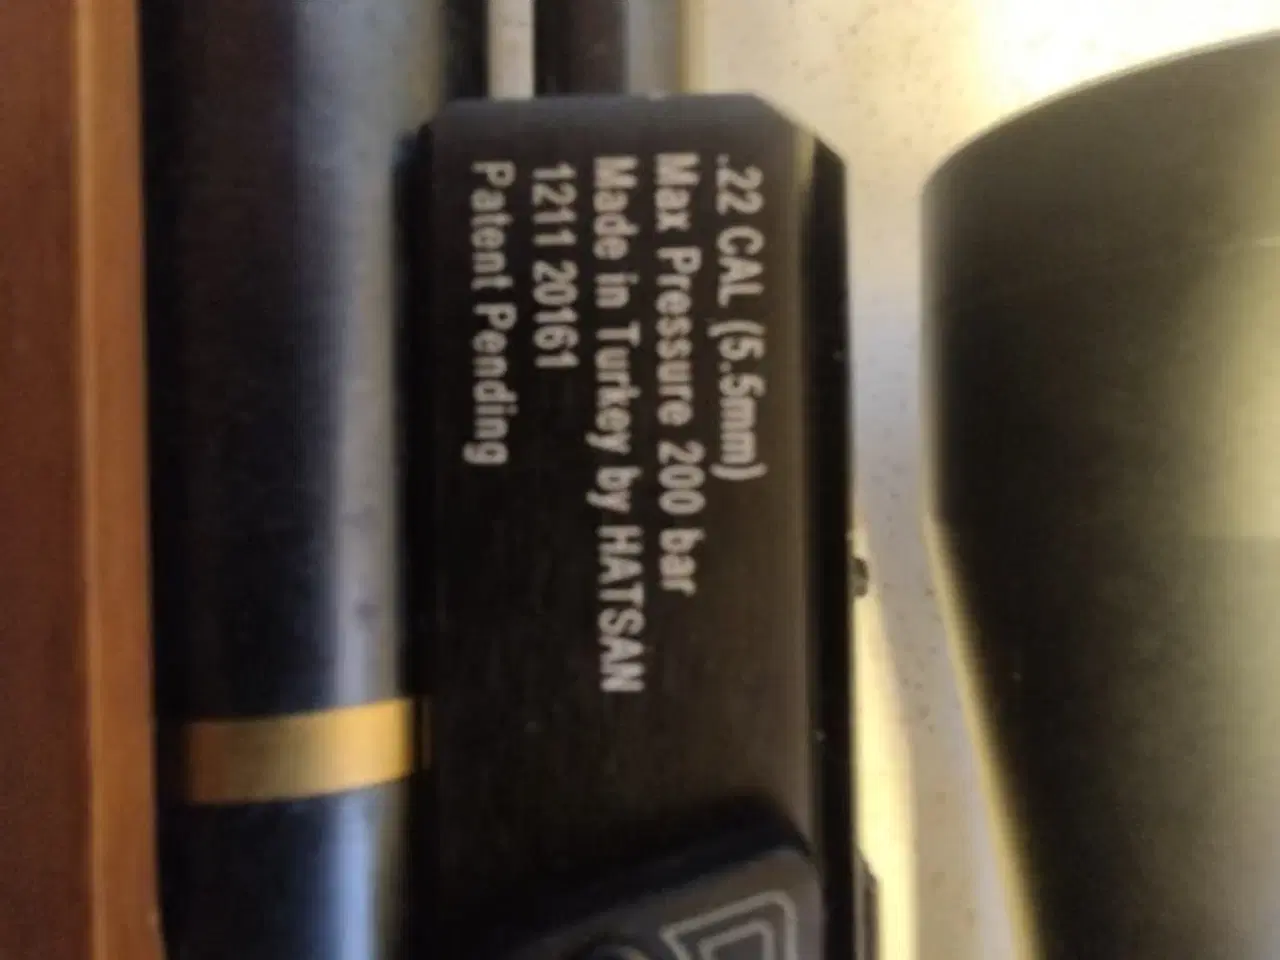 .22 CAL (5.5mm)
Max Pressure 200 bar
Made in Turkey by HATSAN
1211 20161
Patent Pending